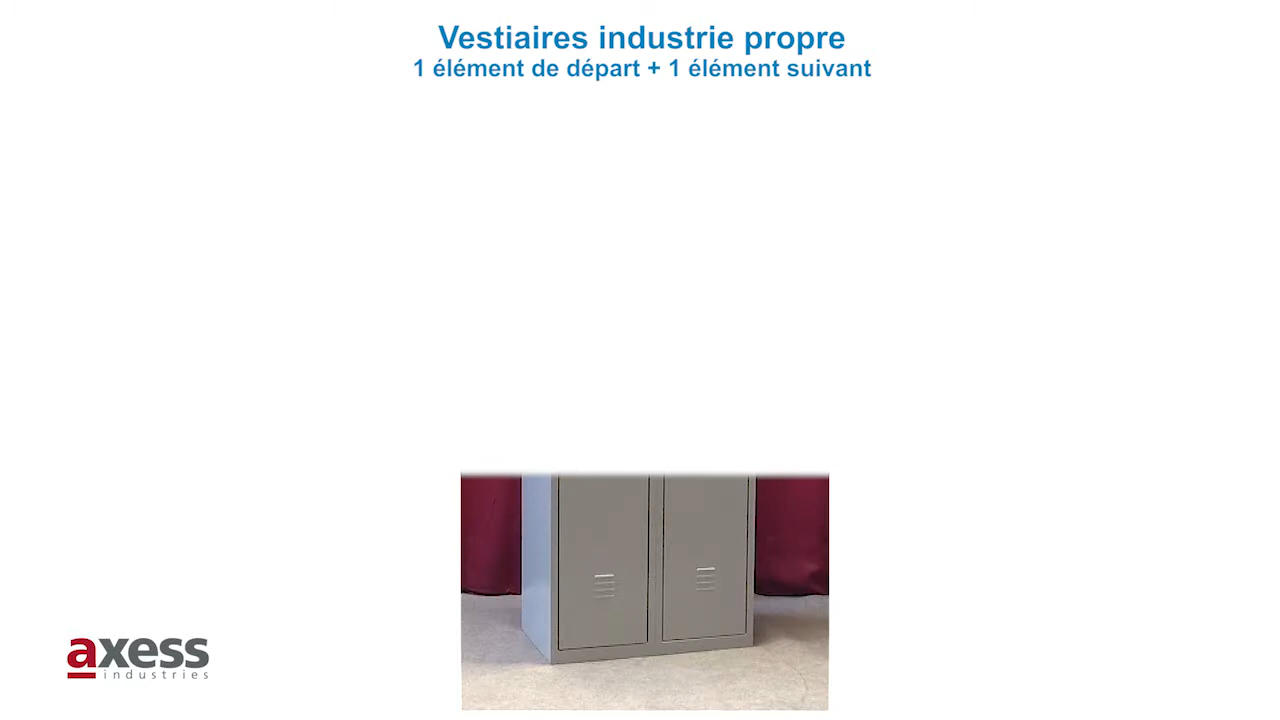 Vestiaires industrie propre
1 élément de départ + 1 élément suivant
axess
industries